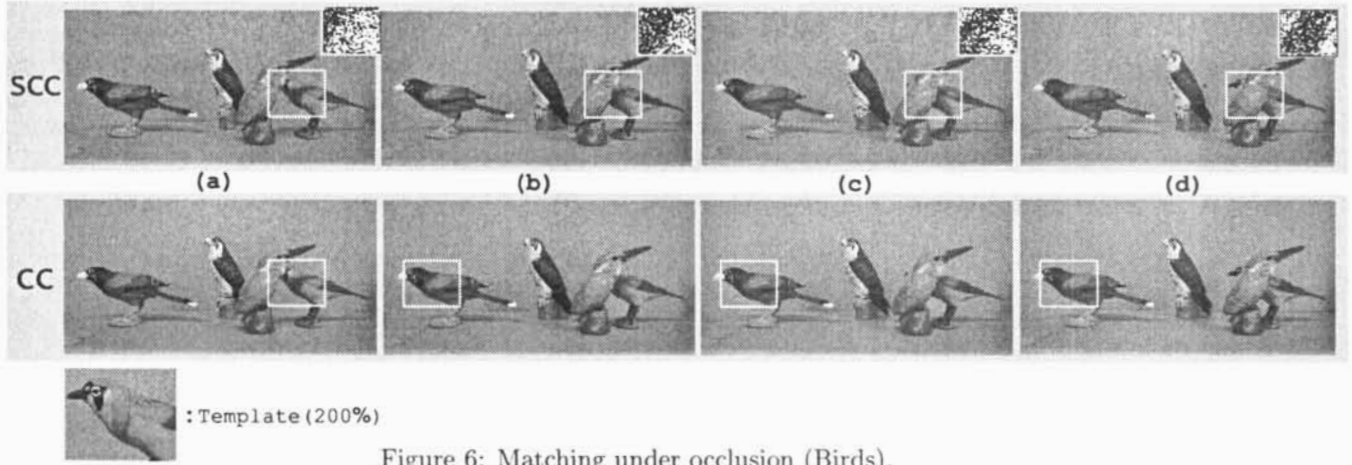 SCC
(a) (b) (c) (d)
CC
:Template(200%)
Figure 6: Matching under occlusion (Birds).